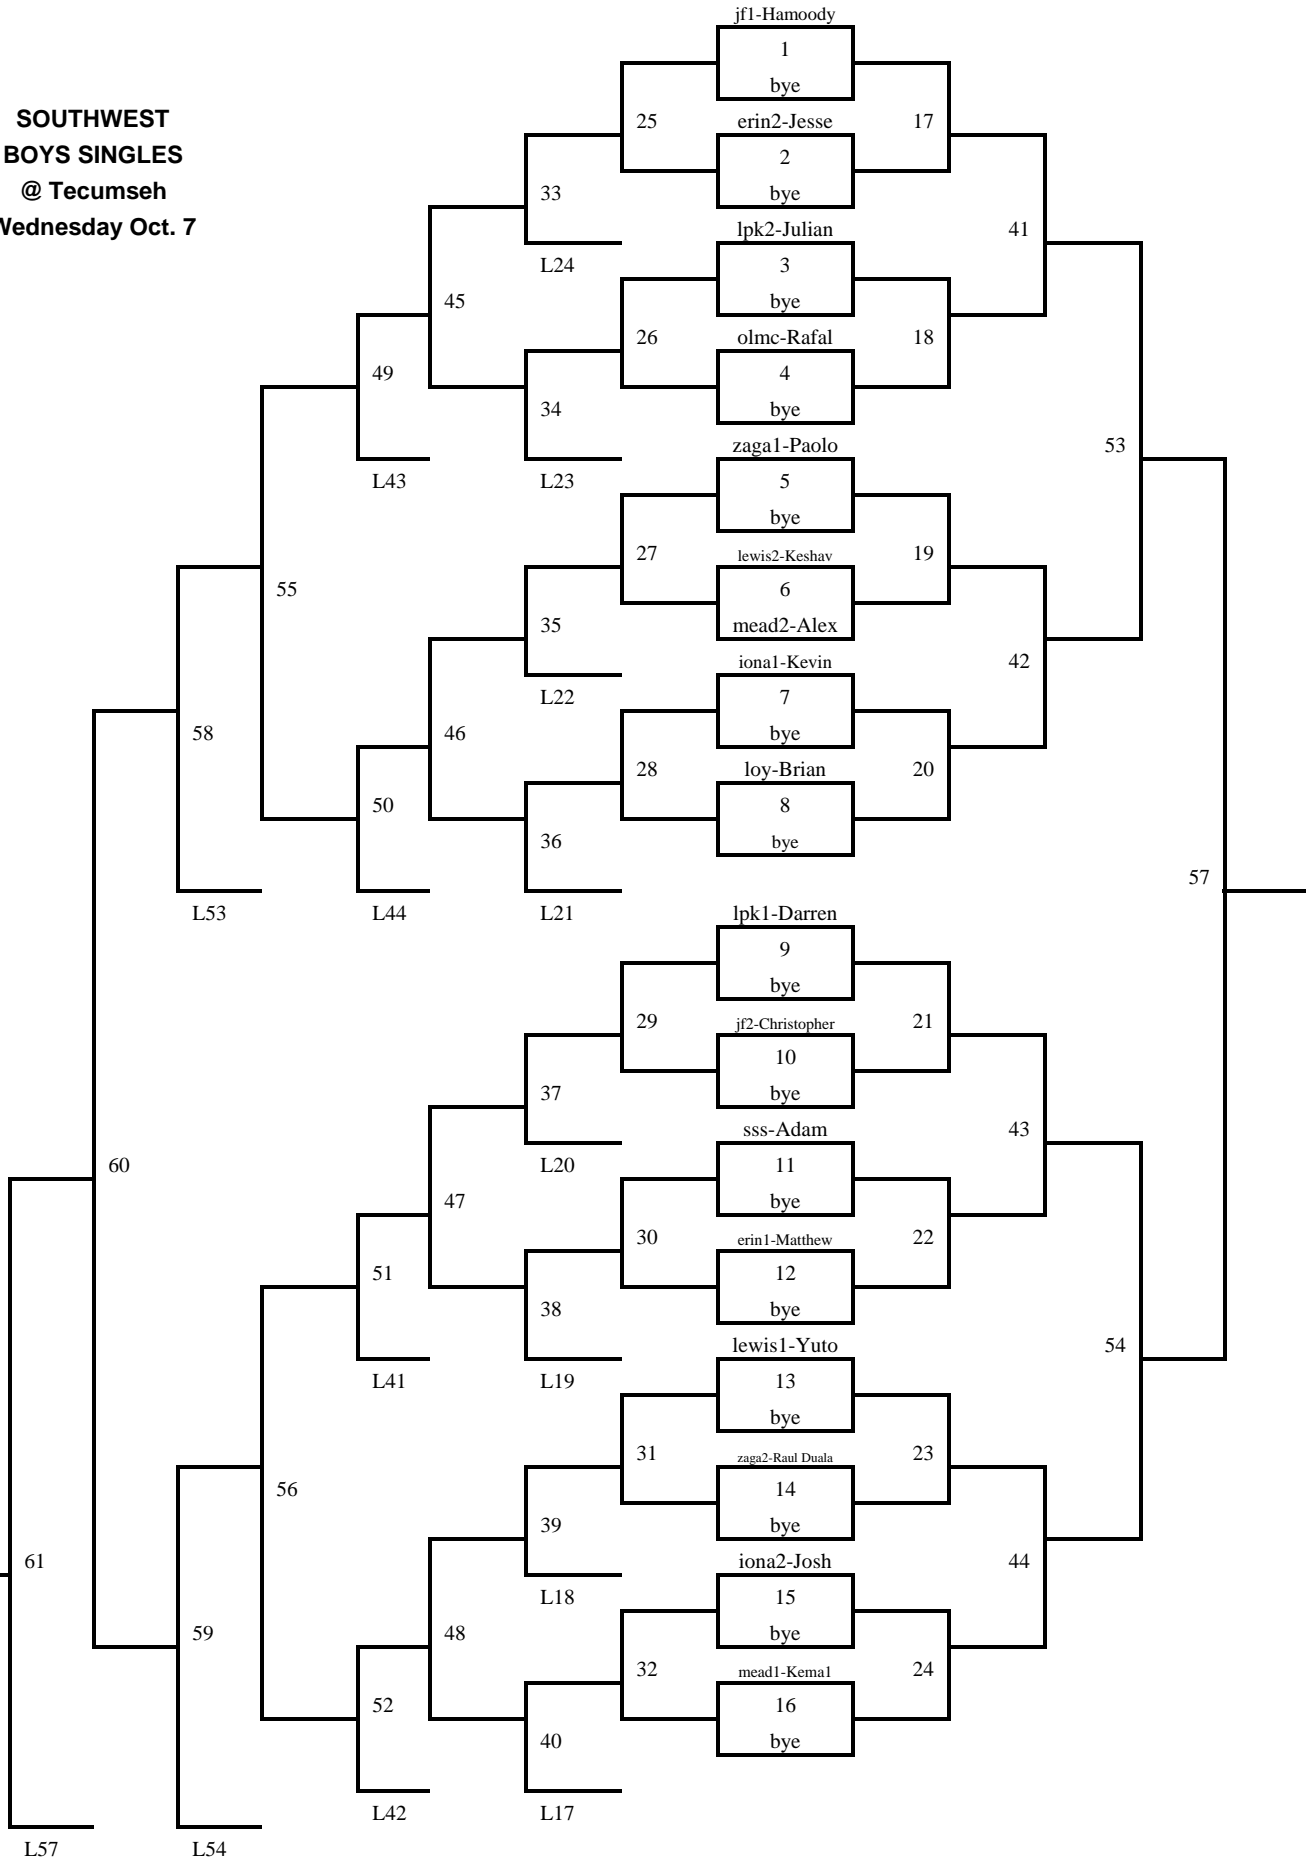 jf1-Hamoody
1
bye
SOUTHWEST
BOYS SINGLES
@ Tecumseh
Wednesday Oct. 7
25
erin2-Jesse
17
2
bye
33
lpk2-Julian
41
L24
3
bye
45
26
olmc-Rafal
18
4
bye
49
34
zaga1-Paolo
53
L43
L23
5
bye
27
lewis2-Keshav
19
6
mead2-Alex
55
35
iona1-Kevin
42
L22
7
bye
58
46
28
loy-Brian
20
8
bye
50
36
57
L53
L44
L21
lpk1-Darren
9
bye
29
jf2-Christopher
21
10
bye
37
sss-Adam
43
60
L20
11
bye
47
30
erin1-Matthew
22
12
bye
51
38
lewis1-Yuto
54
L41
L19
13
bye
31
zaga2-Raul Duala
23
14
bye
56
39
iona2-Josh
44
61
L18
15
bye
59
48
32
mead1-Kema1
24
16
bye
52
40
L42
L17
L57
L54